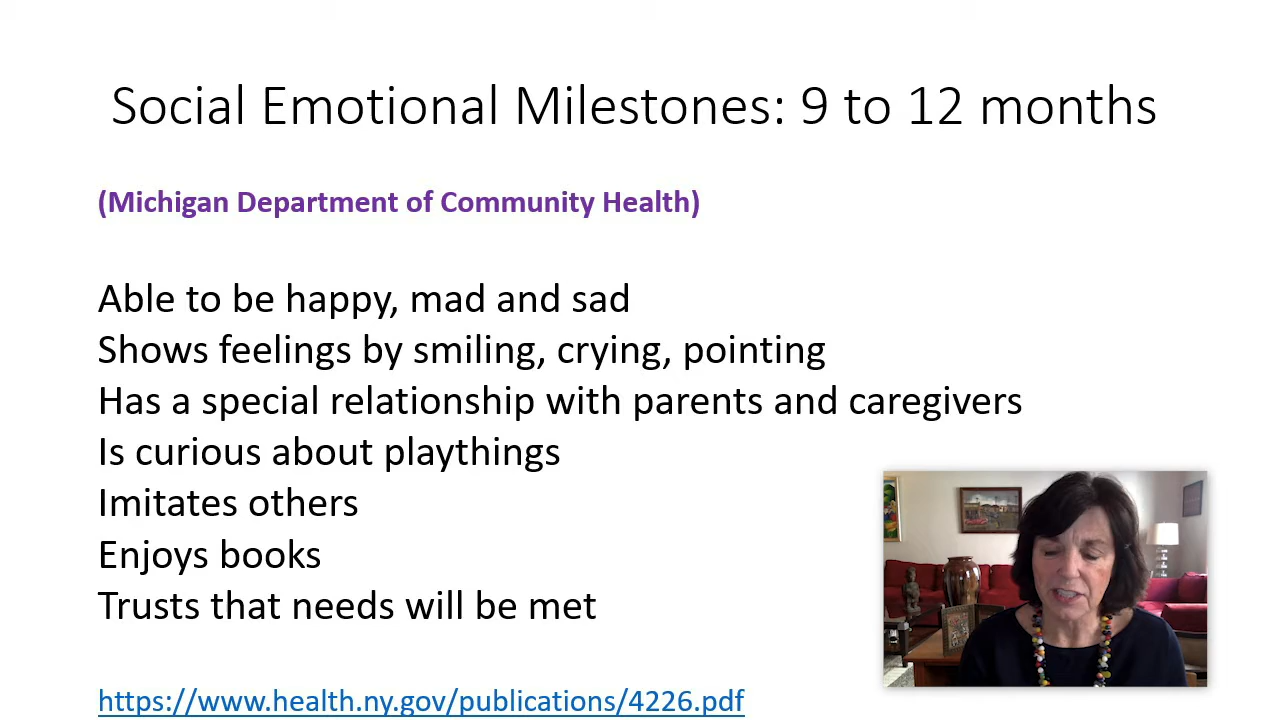 Social Emotional Milestones: 9 to 12 months
(Michigan Department of Community Health)
Able to be happy, mad and sad
Shows feelings by smiling, crying, pointing
Has a special relationship with parents and caregivers
Is curious about playthings
Imitates others
Enjoys books
Trusts that needs will be met
https://www.health.ny.gov/publications/4226.pdf